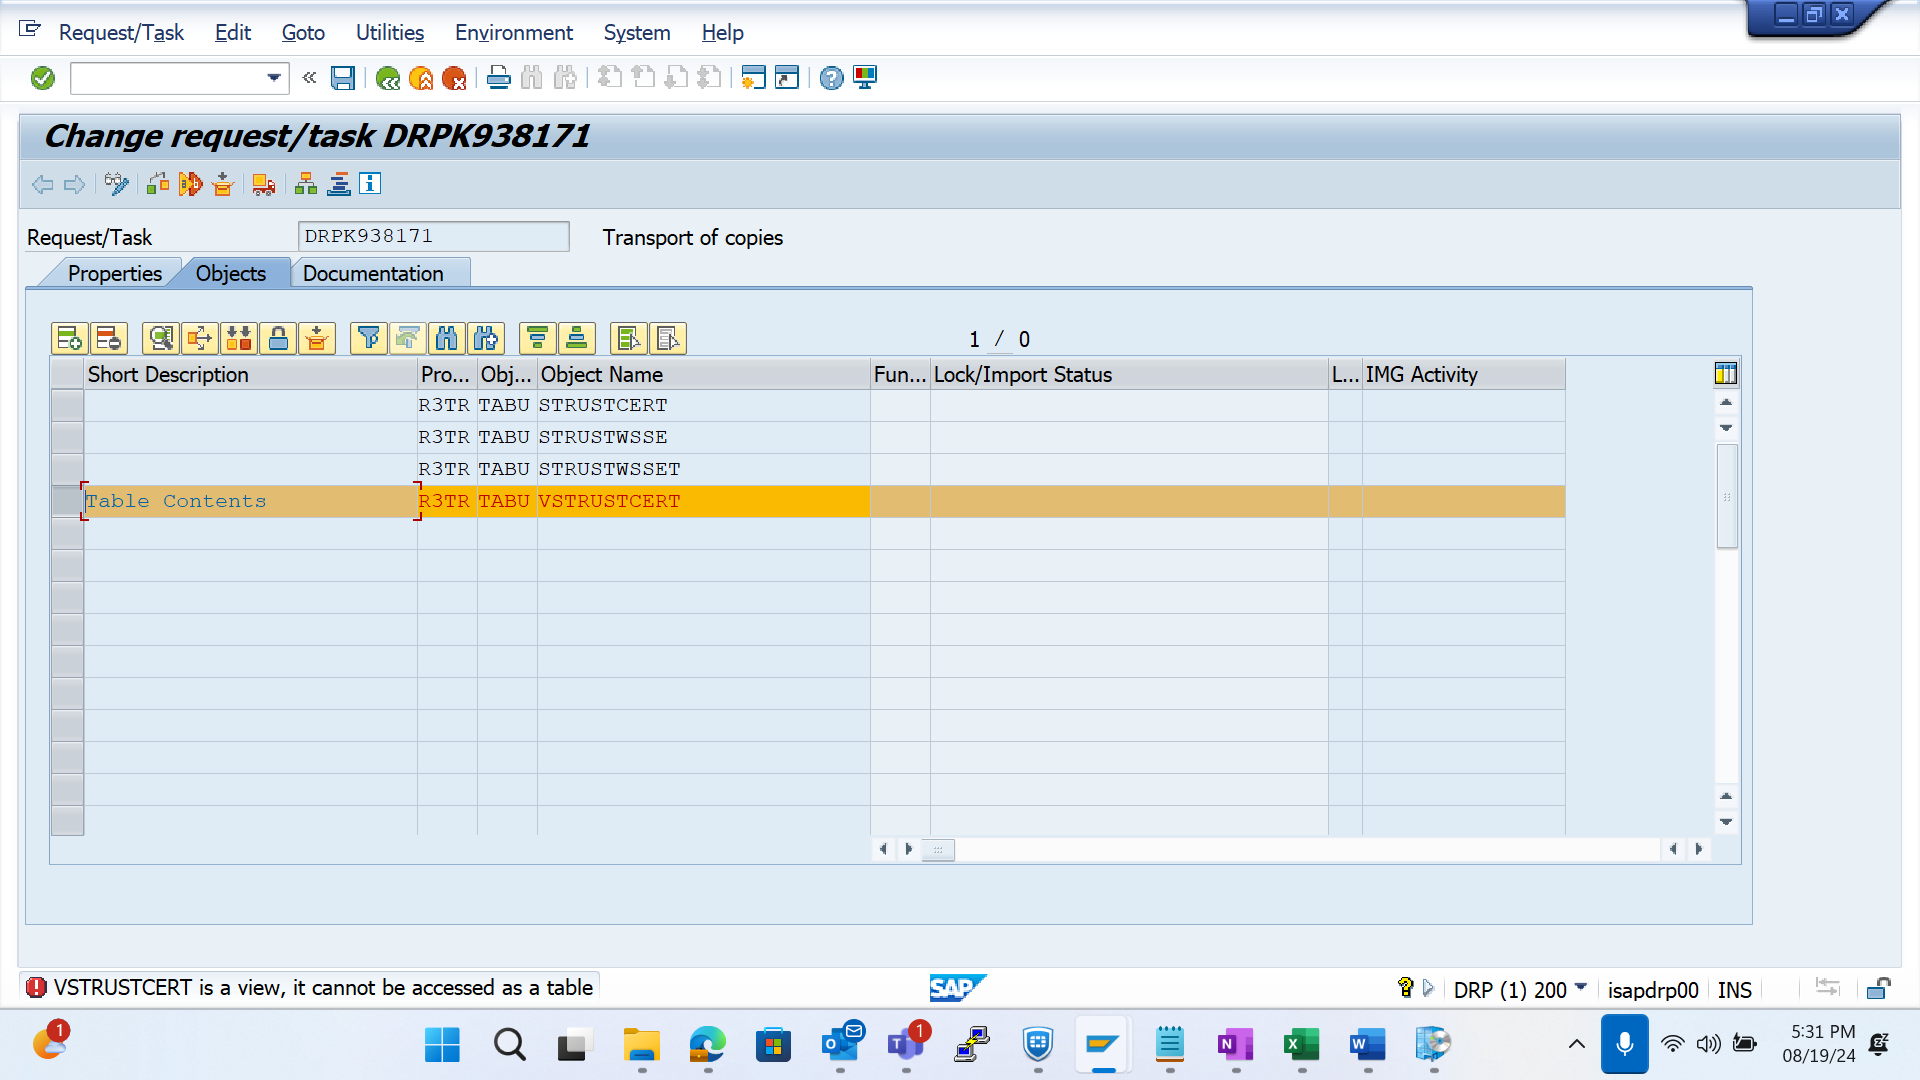 Request/Task Edit Goto Utilities Environment System Help
Change request/task DRPK938171
Request/Task DRPK938171 Transport of copies
Properties Objects Documentation
1 / 0
Short Description Pro... Obj... Object Name Fun... Lock/Import Status L... IMG Activity
R3TR TABU STRUSTCERT
R3TR TABU STRUSTWSSE
R3TR TABU STRUSTWSSET
Table Contents R3TR TABU VSTRUSTCERT
VSTRUSTCERT is a view, it cannot be accessed as a table
SAP
DRP (1) 200 isapdrp00 INS
1
1
5:31 PM
08/19/24